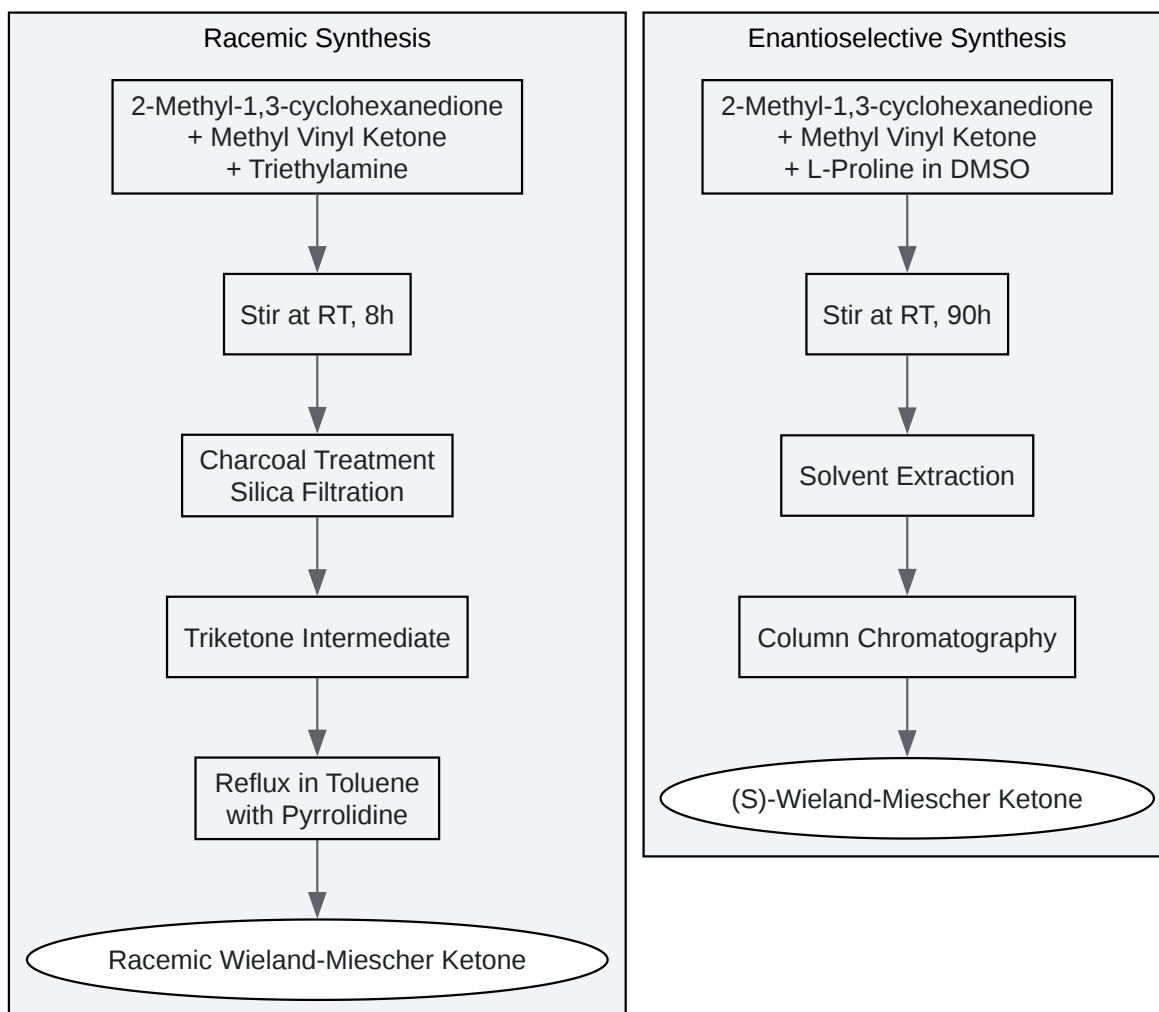 Racemic Synthesis
2-Methyl-1,3-cyclohexanedione
+ Methyl Vinyl Ketone
+ Triethylamine
Stir at RT, 8h
Charcoal Treatment
Silica Filtration
Triketone Intermediate
Reflux in Toluene
with Pyrrolidine
Racemic Wieland-Miescher Ketone
Enantioselective Synthesis
2-Methyl-1,3-cyclohexanedione
+ Methyl Vinyl Ketone
+ L-Proline in DMSO
Stir at RT, 90h
Solvent Extraction
Column Chromatography
(S)-Wieland-Miescher Ketone